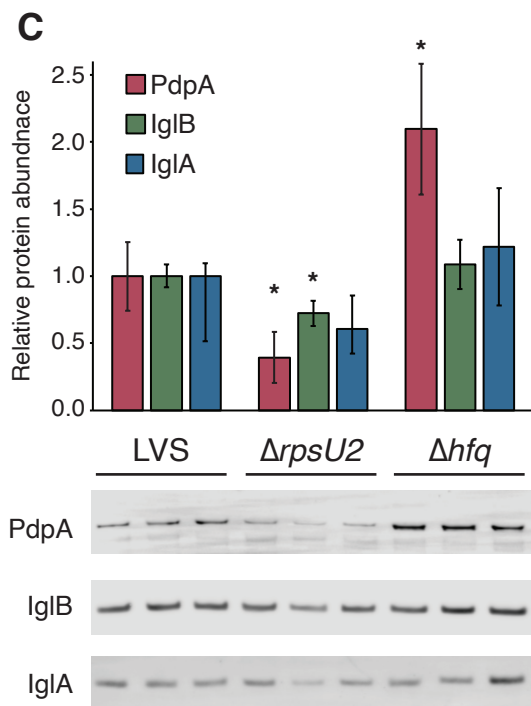 C
Relative protein abundnace
2.5
2.0
1.5
1.0
0.5
0.0
PdpA
IglB
IglA
*
*
*
LVS ΔrpsU2 Δhfq
PdpA
IglB
IglA